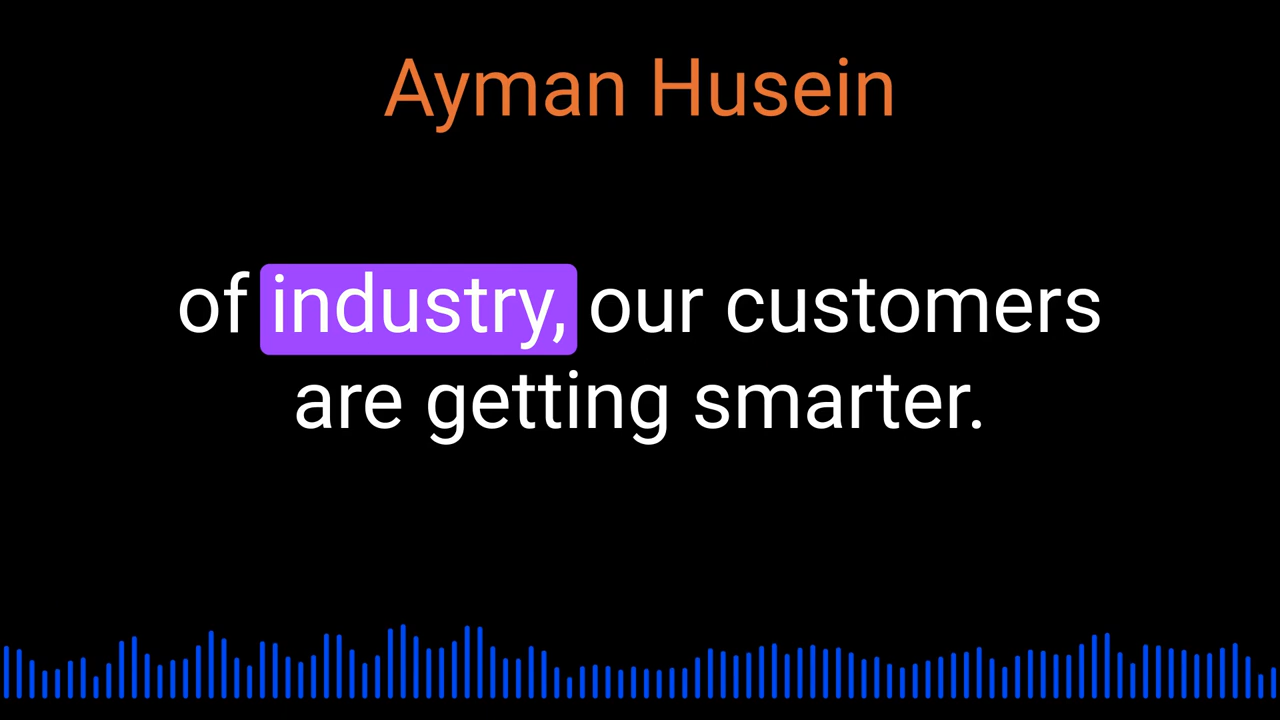 Ayman Husein
of industry, our customers
are getting smarter.